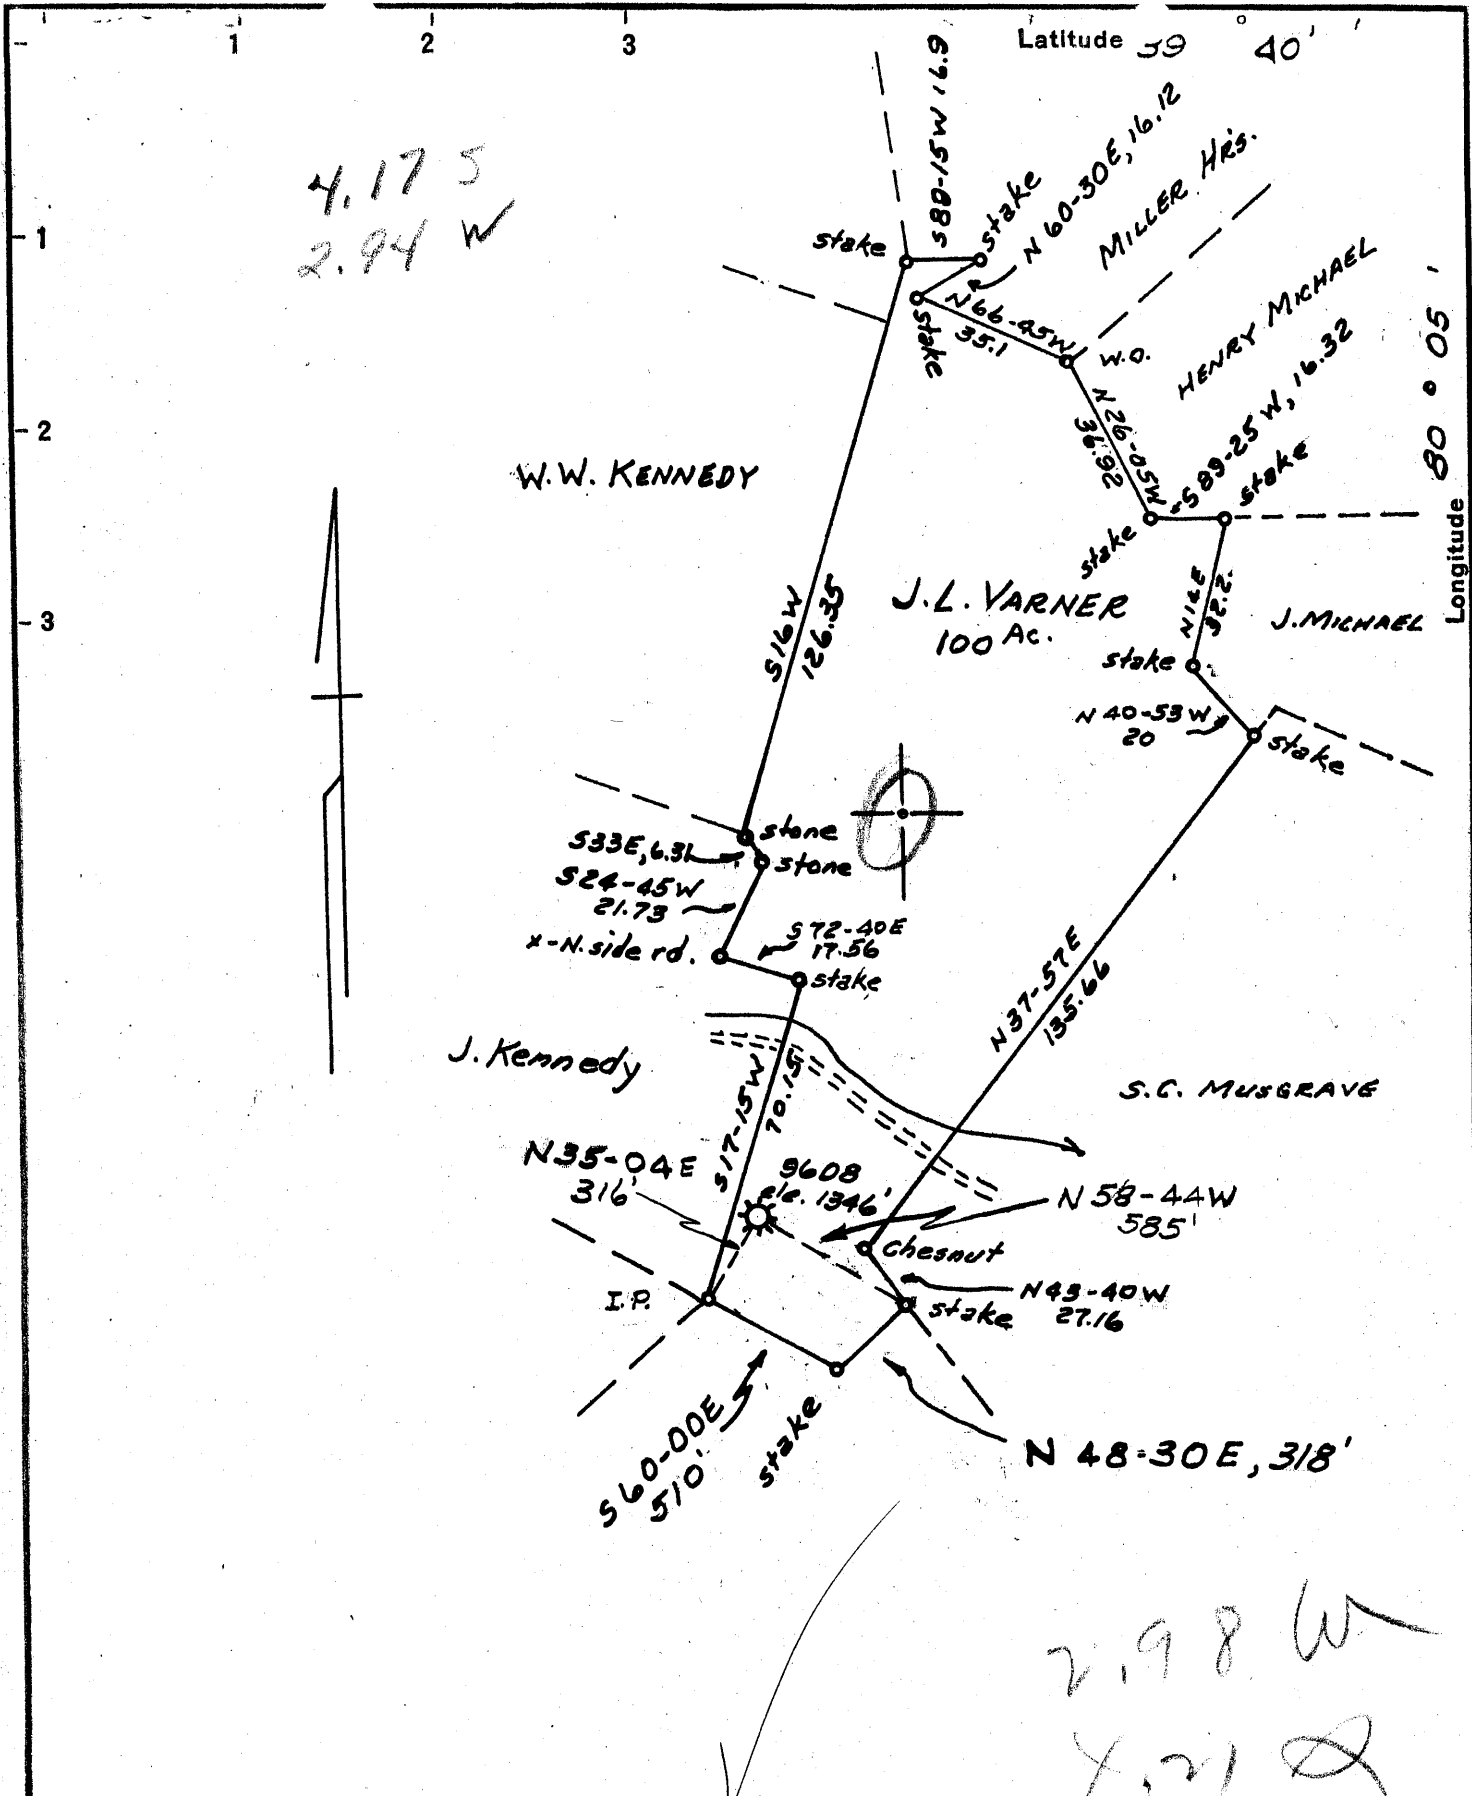 1
2
3
Latitude 39° 40'
4.17 S
2.94 W
1
2
3
S80-15W 16.9
stake
stake
N 60-30E, 16.12
MILLER HRS.
N66-45W
35.1
stake
W.O.
HENRY MICHAEL
80° 05'
Longitude
W.W. KENNEDY
N 26-05W
36.92
S89-25W, 16.32
stake
stake
S16W
126.35
J.L. VARNER
100 Ac.
N14E
32.2.
J. MICHAEL
stake
N 40-53W
20
stake
stone
S33E, 6.31
stone
S24-45W
21.73
x-N. side rd.
S72-40E
17.56
stake
N37-57E
135.66
J. Kennedy
S17-15W
70.15
S.C. MUSGRAVE
N35-04E
316'
9608
ele. 1346'
N 58-44W
585'
Chesnut
I.P.
N43-40W
27.16
stake
S60-00E
510'
stake
N 48-30E, 318'
2.98 W